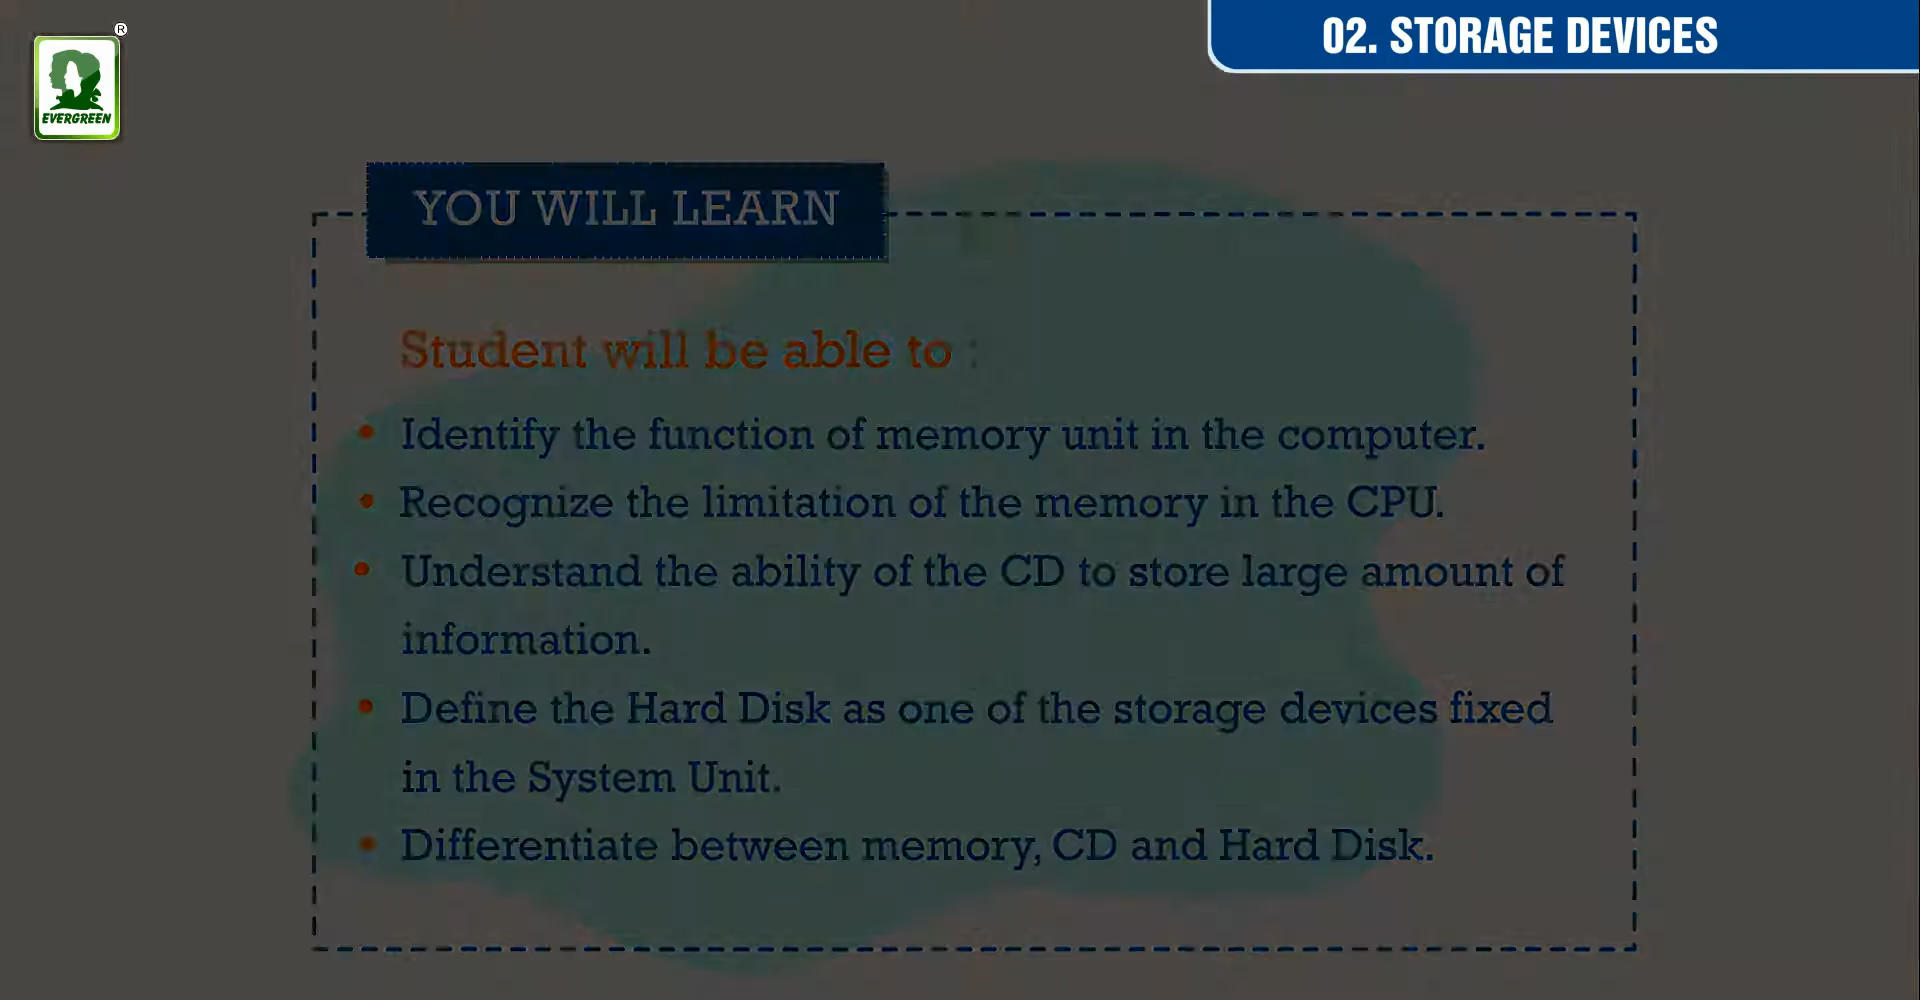 02. STORAGE DEVICES
®
EVERGREEN
YOU WILL LEARN
Student will be able to :
• Identify the function of memory unit in the computer.
• Recognize the limitation of the memory in the CPU.
• Understand the ability of the CD to store large amount of
information.
• Define the Hard Disk as one of the storage devices fixed
in the System Unit.
• Differentiate between memory, CD and Hard Disk.